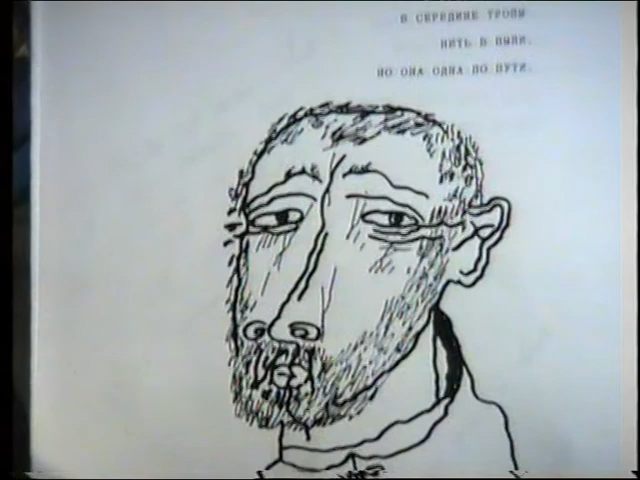 В СЕРЕДИНЕ ТРОПЫ
НИТЬ В ПЫЛИ.
НО ОНА ОДНА ПО ПУТИ.